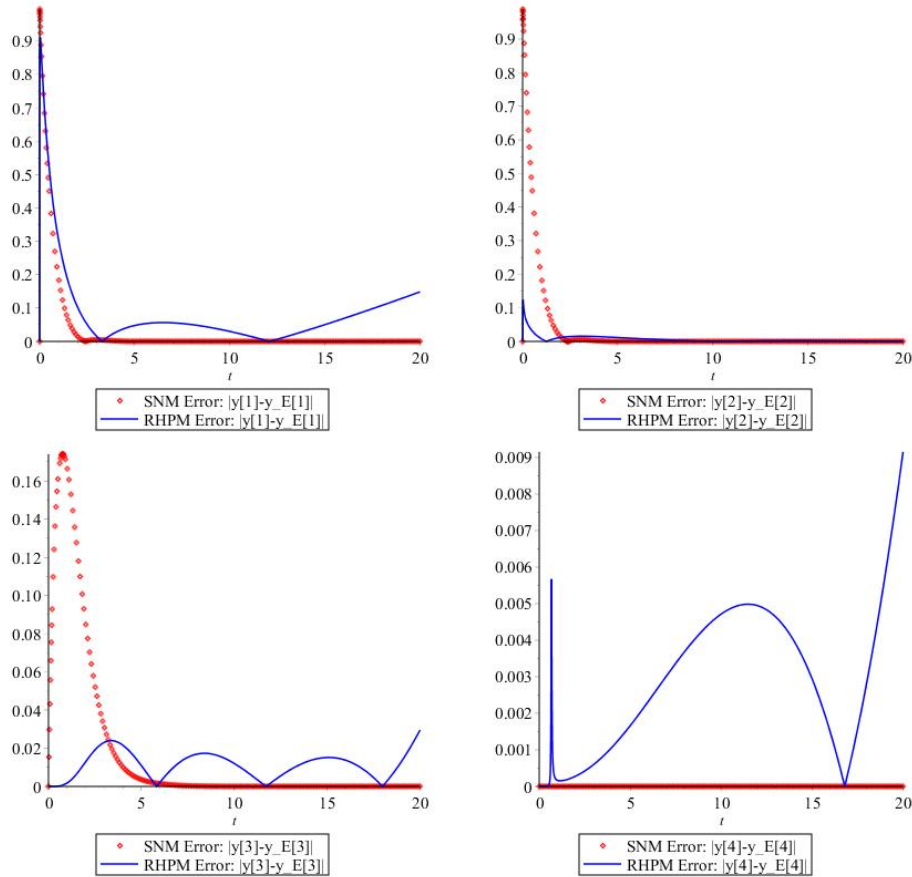 0.9
0.8
0.7
0.6
0.5
0.4
0.3
0.2
0.1
0
0 5 10 15 20
t
SNM Error: |y[1]-y_E[1]|
RHPM Error: |y[1]-y_E[1]|
0.9
0.8
0.7
0.6
0.5
0.4
0.3
0.2
0.1
0
0 5 10 15 20
t
SNM Error: |y[2]-y_E[2]|
RHPM Error: |y[2]-y_E[2]|
0.16
0.14
0.12
0.10
0.08
0.06
0.04
0.02
0
0 5 10 15 20
t
SNM Error: |y[3]-y_E[3]|
RHPM Error: |y[3]-y_E[3]|
0.009
0.008
0.007
0.006
0.005
0.004
0.003
0.002
0.001
0
0 5 10 15 20
t
SNM Error: |y[4]-y_E[4]|
RHPM Error: |y[4]-y_E[4]|